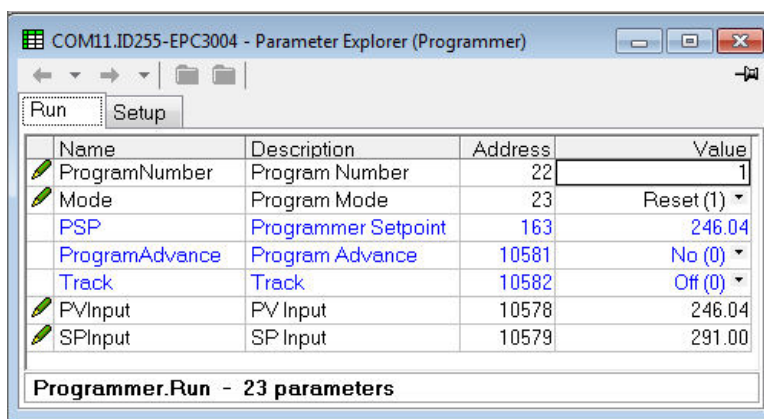 COM11.ID255-EPC3004 - Parameter Explorer (Programmer)
Run Setup
Name Description Address Value
ProgramNumber Program Number 22 1
Mode Program Mode 23 Reset (1)
PSP Programmer Setpoint 163 246.04
ProgramAdvance Program Advance 10581 No (0)
Track Track 10582 Off (0)
PVInput PV Input 10578 246.04
SPInput SP Input 10579 291.00
Programmer.Run - 23 parameters